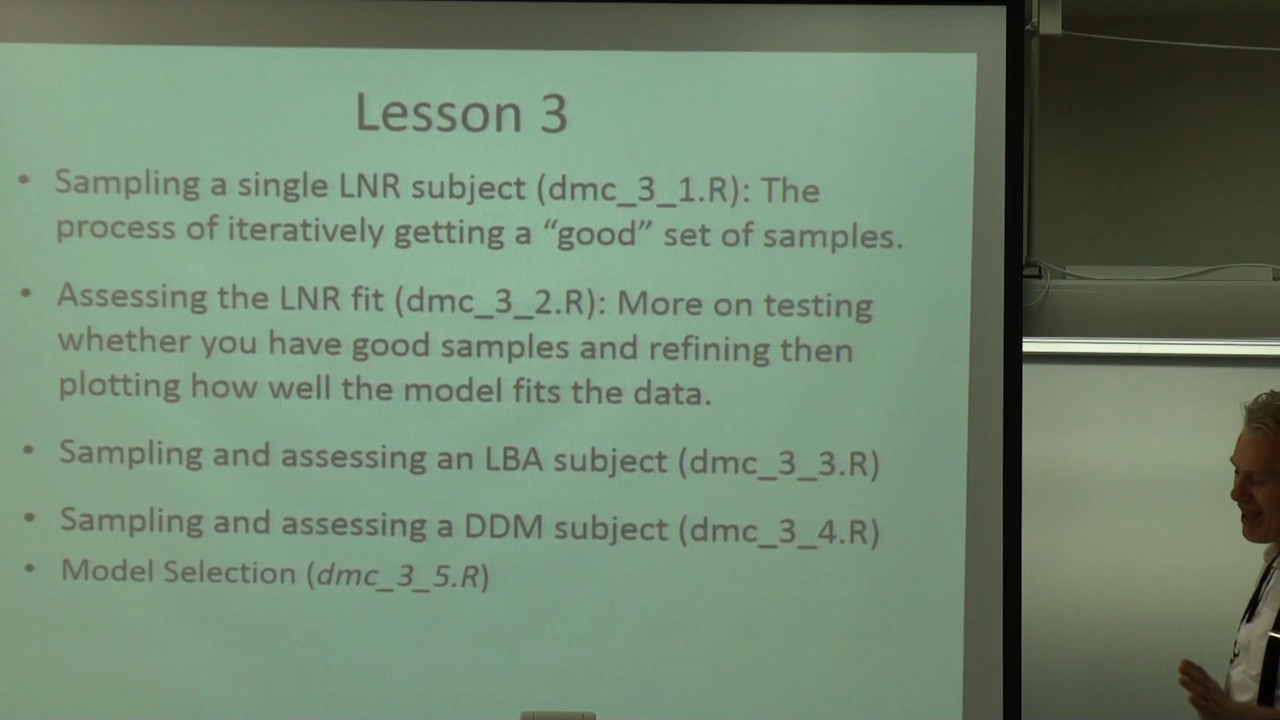 Lesson 3
• Sampling a single LNR subject (dmc_3_1.R): The
process of iteratively getting a “good” set of samples.
• Assessing the LNR fit (dmc_3_2.R): More on testing
whether you have good samples and refining then
plotting how well the model fits the data.
• Sampling and assessing an LBA subject (dmc_3_3.R)
• Sampling and assessing a DDM subject (dmc_3_4.R)
• Model Selection (dmc_3_5.R)